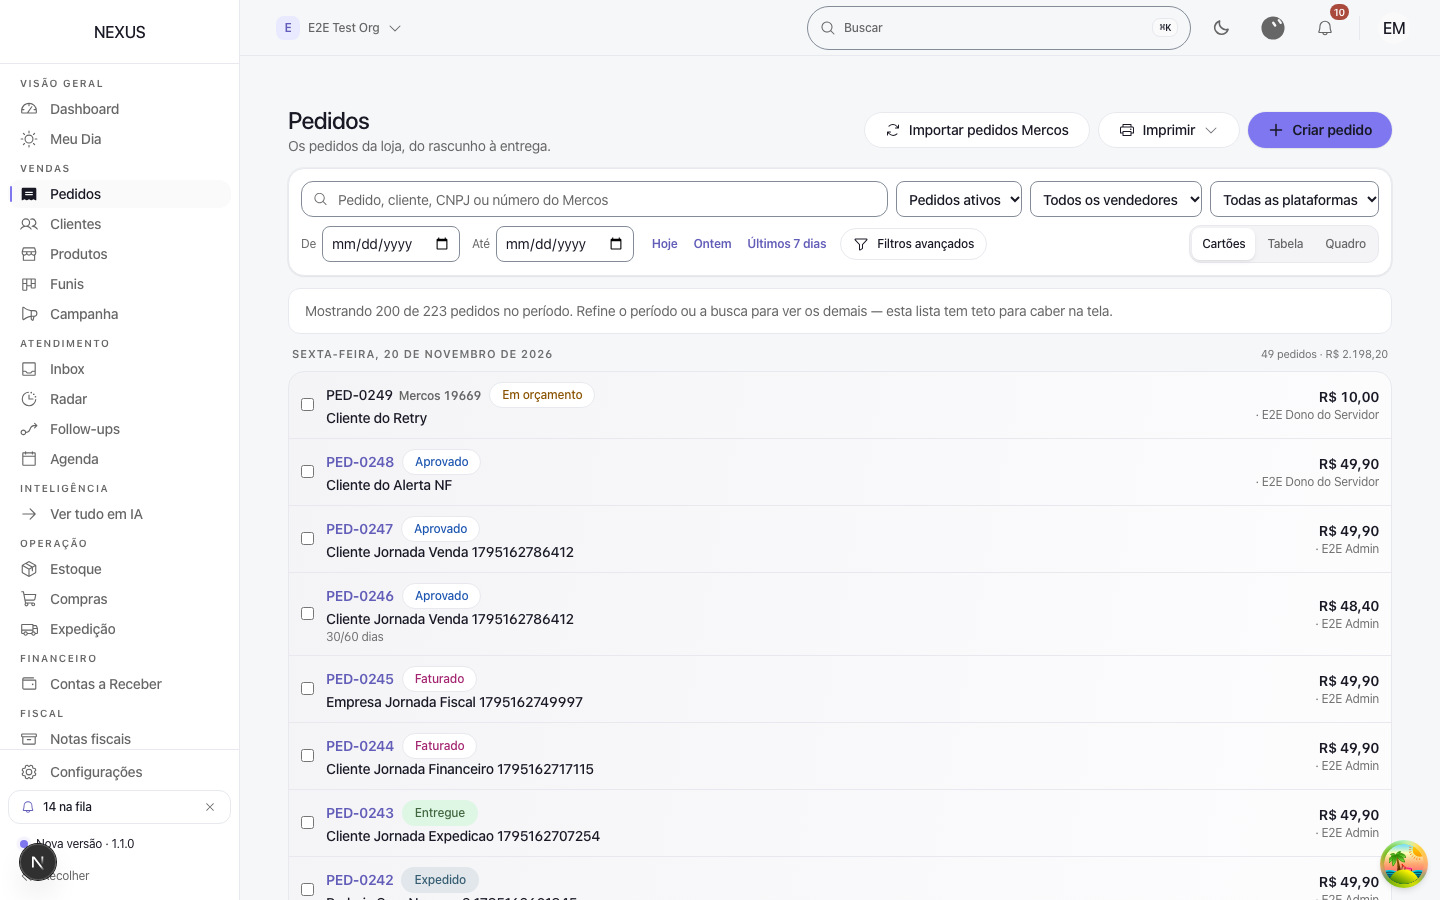 NEXUS
VISÃO GERAL
Dashboard
Meu Dia
VENDAS
Pedidos
Clientes
Produtos
Funis
Campanha
ATENDIMENTO
Inbox
Radar
Follow-ups
Agenda
INTELIGÊNCIA
Ver tudo em IA
OPERAÇÃO
Estoque
Compras
Expedição
FINANCEIRO
Contas a Receber
FISCAL
Notas fiscais
Configurações
14 na fila
Nova versão · 1.1.0
N
E E2E Test Org
Buscar ⌘K
10
EM
Pedidos
Os pedidos da loja, do rascunho à entrega.
Importar pedidos Mercos
Imprimir
Criar pedido
Pedido, cliente, CNPJ ou número do Mercos
Pedidos ativos
Todos os vendedores
Todas as plataformas
De mm/dd/yyyy Até mm/dd/yyyy Hoje Ontem Últimos 7 dias Filtros avançados
Cartões Tabela Quadro
Mostrando 200 de 223 pedidos no período. Refine o período ou a busca para ver os demais — esta lista tem teto para caber na tela.
SEXTA-FEIRA, 20 DE NOVEMBRO DE 2026 49 pedidos · R$ 2.198,20
PED-0249 Mercos 19669 Em orçamento R$ 10,00
Cliente do Retry · E2E Dono do Servidor
PED-0248 Aprovado R$ 49,90
Cliente do Alerta NF · E2E Dono do Servidor
PED-0247 Aprovado R$ 49,90
Cliente Jornada Venda 1795162786412 · E2E Admin
PED-0246 Aprovado R$ 48,40
Cliente Jornada Venda 1795162786412 · E2E Admin
30/60 dias
PED-0245 Faturado R$ 49,90
Empresa Jornada Fiscal 1795162749997 · E2E Admin
PED-0244 Faturado R$ 49,90
Cliente Jornada Financeiro 1795162717115 · E2E Admin
PED-0243 Entregue R$ 49,90
Cliente Jornada Expedicao 1795162707254 · E2E Admin
PED-0242 Expedido R$ 49,90
· E2E Admin